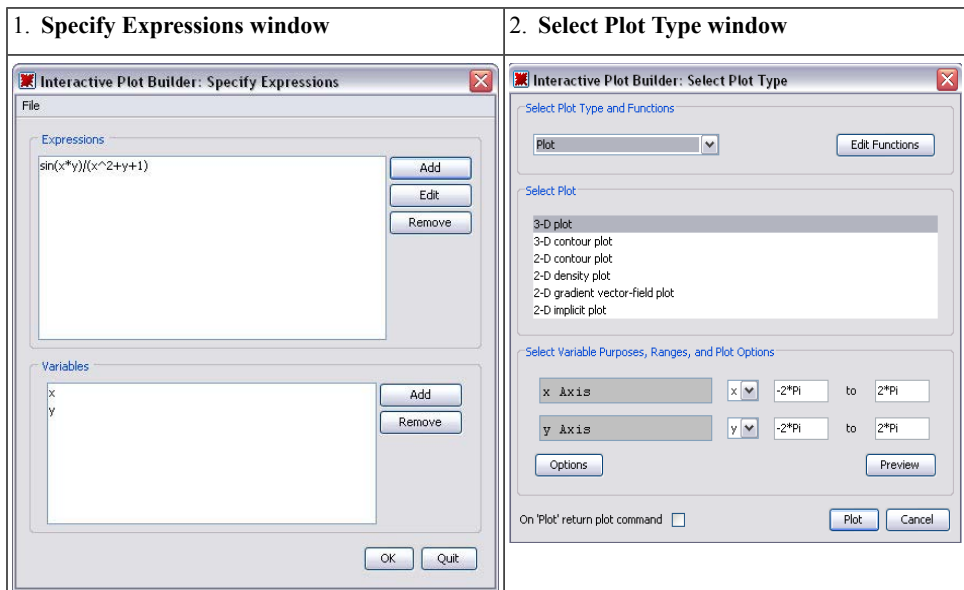 1. Specify Expressions window
2. Select Plot Type window
Interactive Plot Builder: Specify Expressions
File
Expressions
sin(x*y)/(x^2+y+1)
Add
Edit
Remove
Variables
x
y
Add
Remove
OK
Quit
Interactive Plot Builder: Select Plot Type
Select Plot Type and Functions
Plot
Edit Functions
Select Plot
3-D plot
3-D contour plot
2-D contour plot
2-D density plot
2-D gradient vector-field plot
2-D implicit plot
Select Variable Purposes, Ranges, and Plot Options
x Axis x -2*Pi to 2*Pi
y Axis y -2*Pi to 2*Pi
Options
Preview
On 'Plot' return plot command
Plot
Cancel